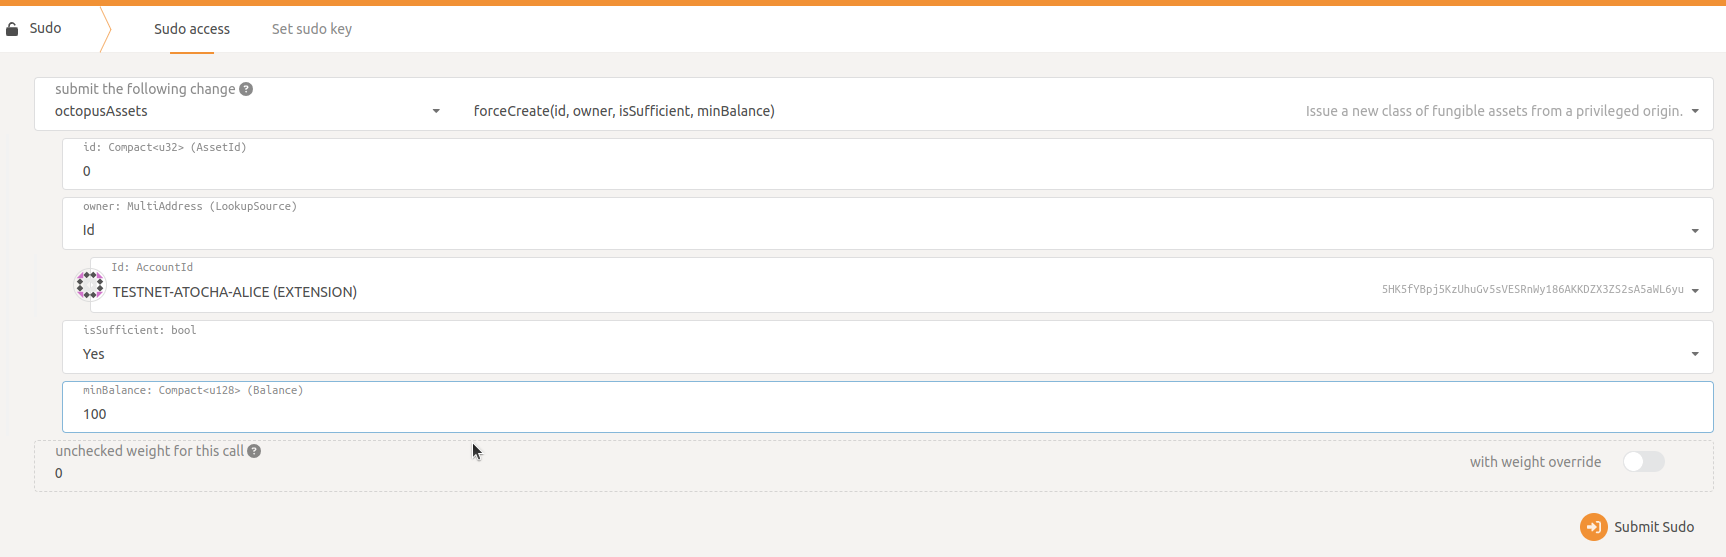 Sudo
Sudo access
Set sudo key
submit the following change ?
octopusAssets
forceCreate(id, owner, isSufficient, minBalance)
Issue a new class of fungible assets from a privileged origin.
id: Compact<u32> (AssetId)
0
owner: MultiAddress (LookupSource)
Id
Id: AccountId
TESTNET-ATOCHA-ALICE (EXTENSION)
5HK5fYBpj5KzUhuGv5sVESRnWy186AKKDZX3ZS2sA5aWL6yu
isSufficient: bool
Yes
minBalance: Compact<u128> (Balance)
100
unchecked weight for this call ?
0
with weight override
Submit Sudo